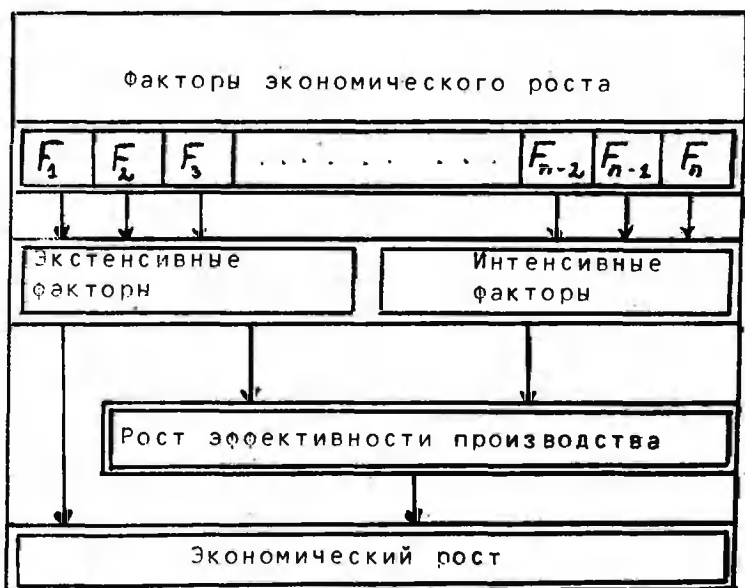 Факторы экономического роста
F₁ F₂ F₃ . . . . . . . . . Fₙ₋₂ Fₙ₋₁ Fₙ
Экстенсивные
факторы
Интенсивные
факторы
Рост эффективности производства
Экономический рост